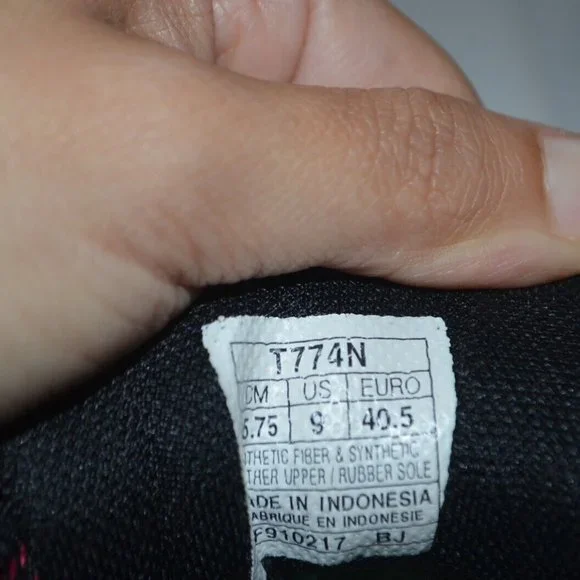 T774N
CM US EURO
5.75 9 40.5
THETIC FIBER & SYNTHETIC
THER UPPER / RUBBER SOLE
ADE IN INDONESIA
ABRIQUE EN INDONESIE
F910217 BJ